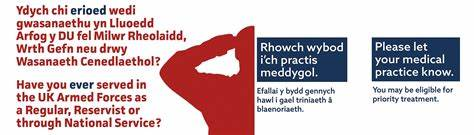 Ydych chi erioed wedi
gwasanaethu yn Lluoedd
Arfog y DU fel Milwr Rheolaidd,
Wrth Gefn neu drwy
Wasanaeth Cenedlaethol?
Have you ever served in
the UK Armed Forces as
a Regular, Reservist or
through National Service?
Rhowch wybod
i'ch practis
meddygol.
Efallai y bydd gennych
hawl i gael triniaeth â
blaenoriaeth.
Please let
your medical
practice know.
You may be eligible for
priority treatment.